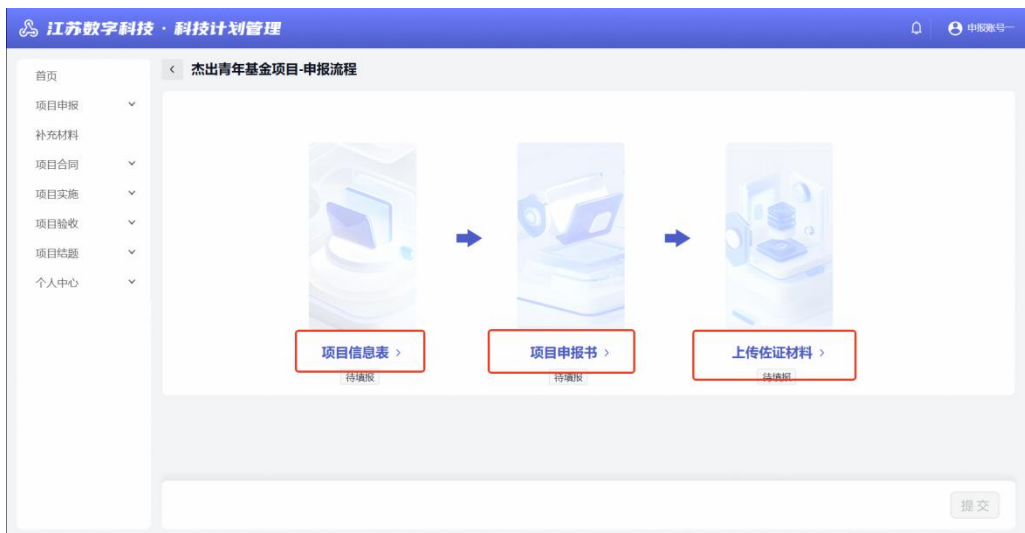 江苏数字科技 · 科技计划管理
申报账号一
首页
项目申报
补充材料
项目合同
项目实施
项目验收
项目结题
个人中心
杰出青年基金项目-申报流程
项目信息表
待填报
项目申报书
待填报
上传佐证材料
待填报
提交